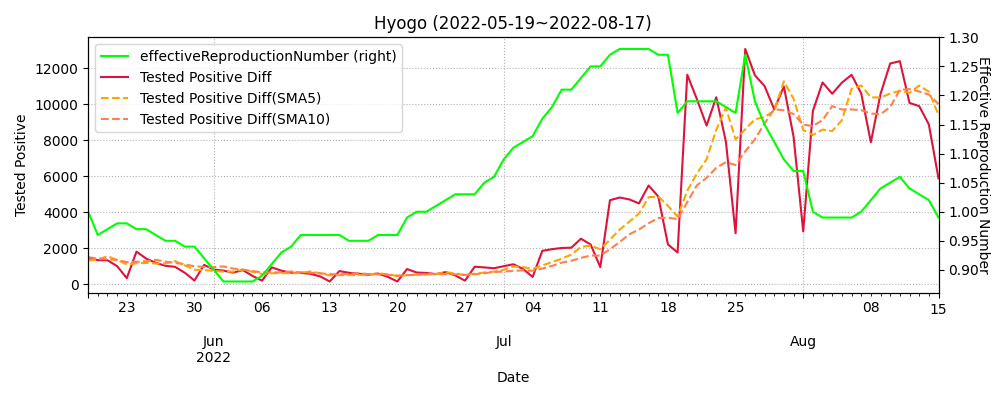 Hyogo (2022-05-19~2022-08-17)
effectiveReproductionNumber (right)
Tested Positive Diff
Tested Positive Diff(SMA5)
Tested Positive Diff(SMA10)
Tested Positive
12000
10000
8000
6000
4000
2000
0
Effective Reproduction Number
1.30
1.25
1.20
1.15
1.10
1.05
1.00
0.95
0.90
23 30 06 13 20 27 04 11 18 25 08 15
Jun Jul Aug
2022
Date